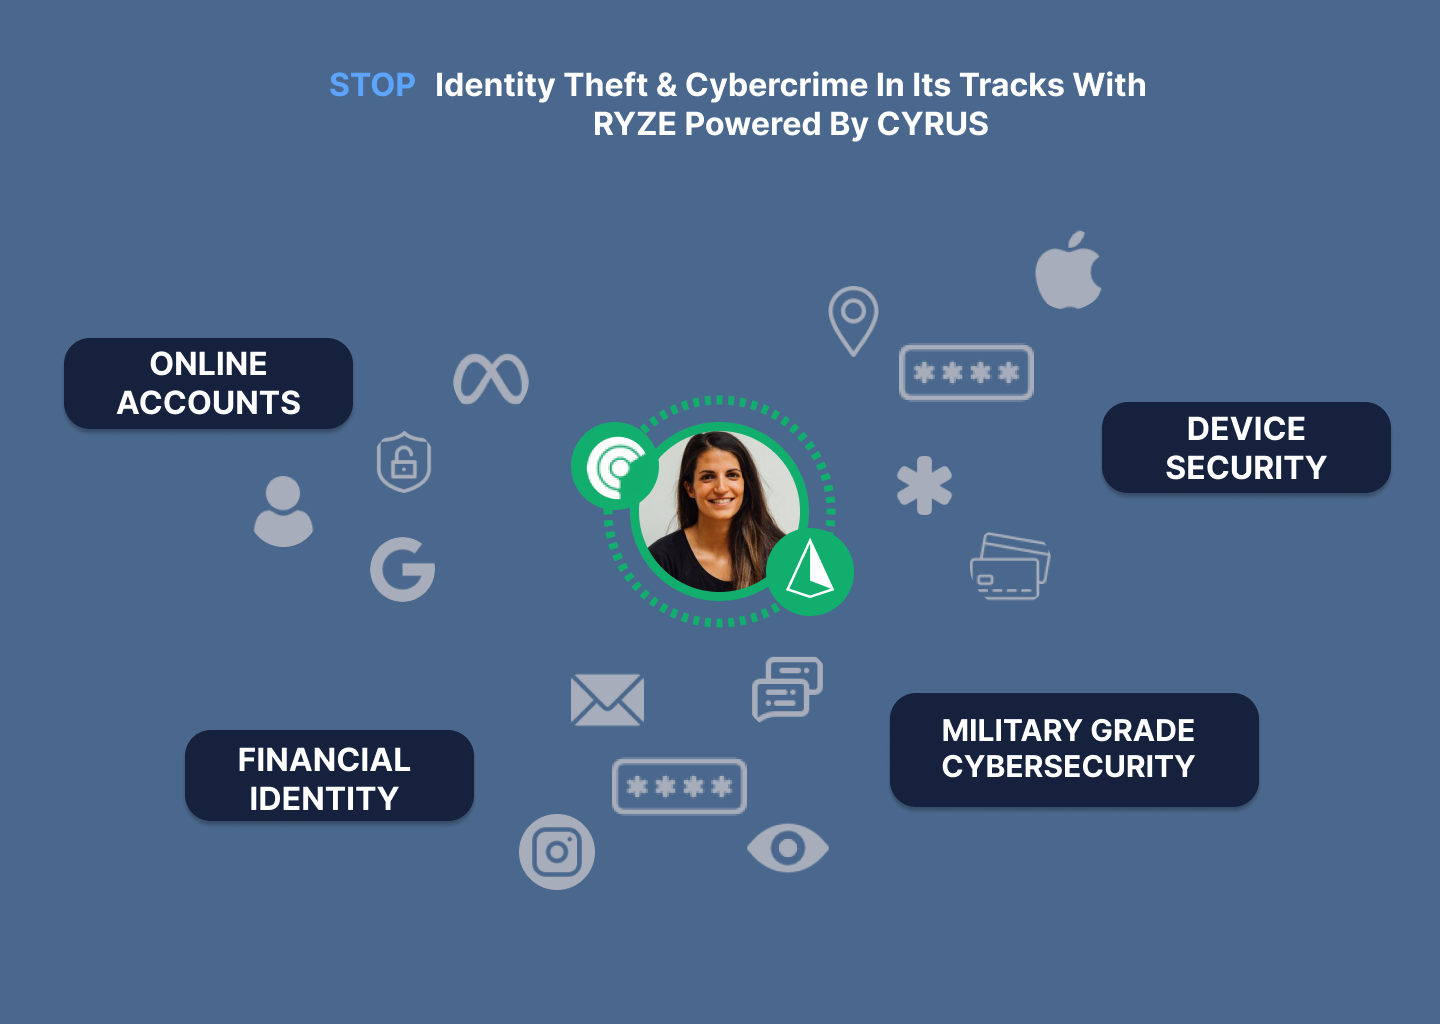 STOP Identity Theft & Cybercrime In Its Tracks With
RYZE Powered By CYRUS
ONLINE
ACCOUNTS
DEVICE
SECURITY
FINANCIAL
IDENTITY
MILITARY GRADE
CYBERSECURITY